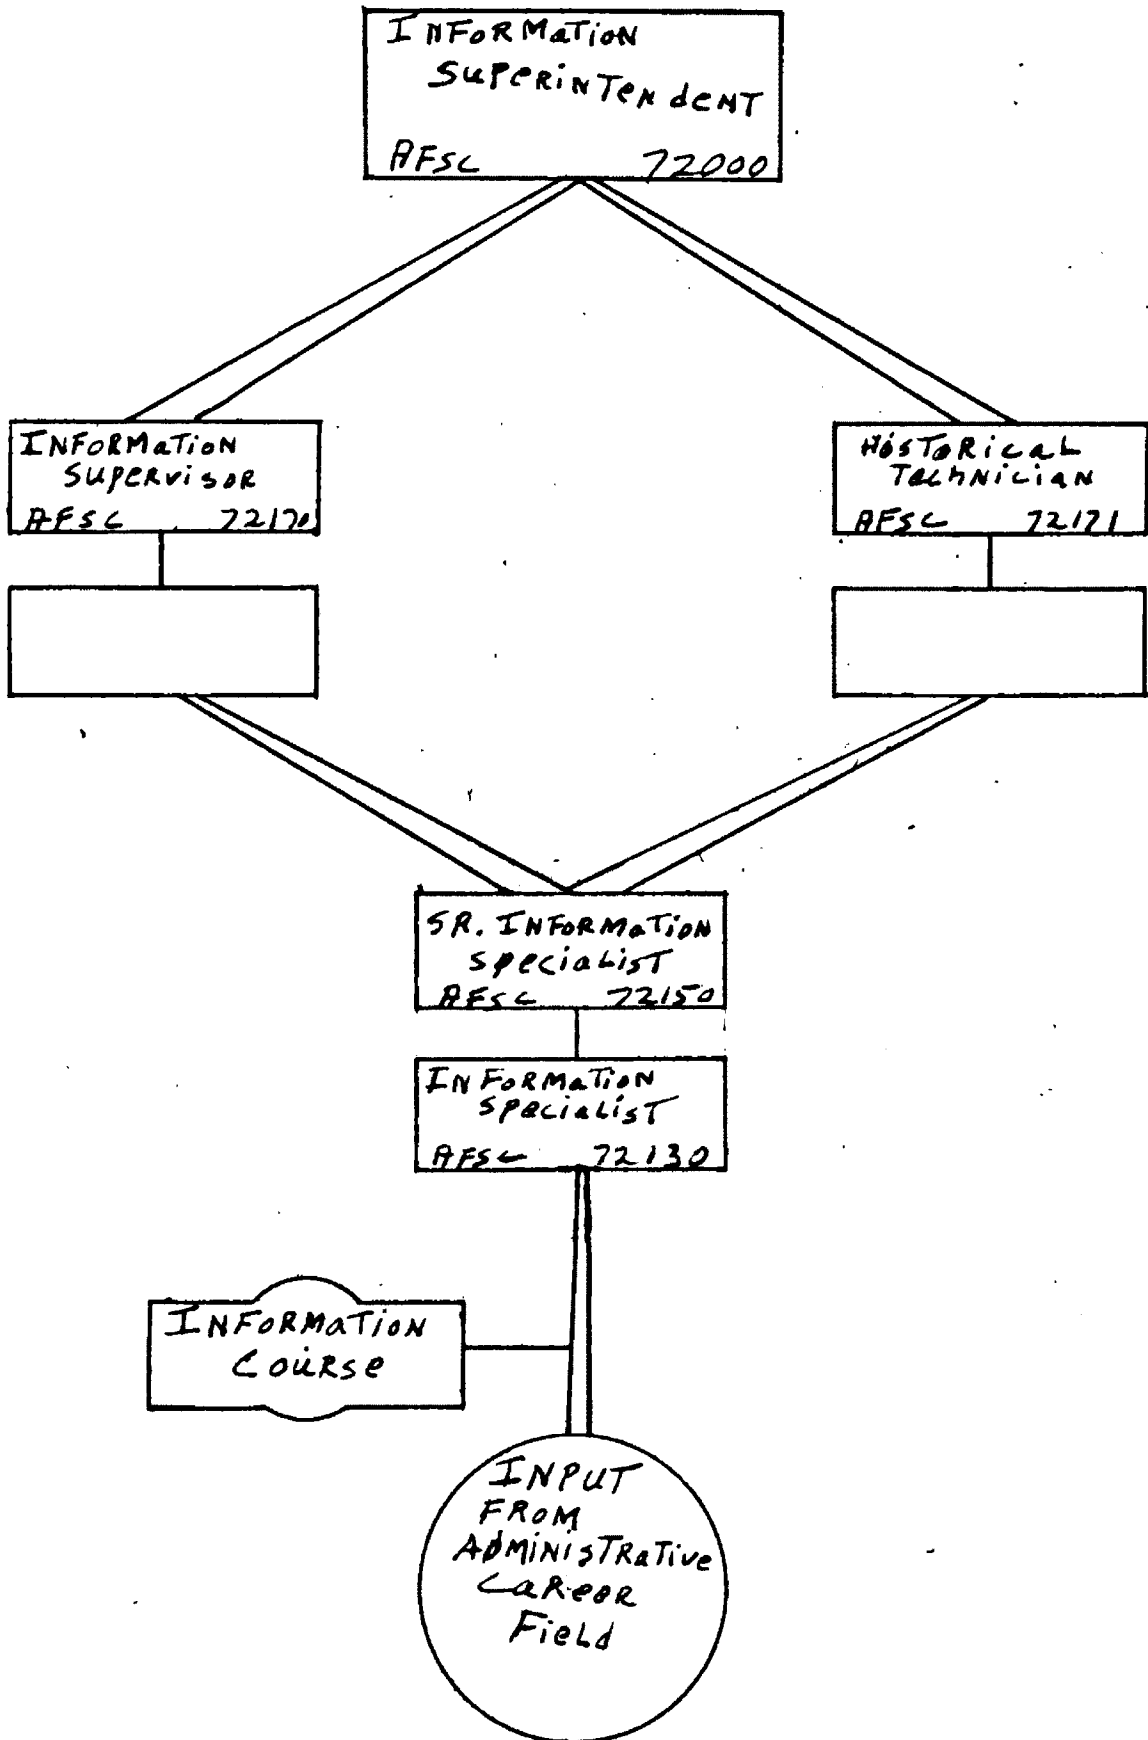 INFORMATION
SUPERINTENDENT
AFSC 72000
INFORMATION
SUPERVISOR
AFSC 72170
HISTORICAL
TECHNICIAN
AFSC 72171
SR. INFORMATION
SPECIALIST
AFSC 72150
INFORMATION
SPECIALIST
AFSC 72130
INFORMATION
COURSE
INPUT
FROM
ADMINISTRATIVE
CAREER
FIELD